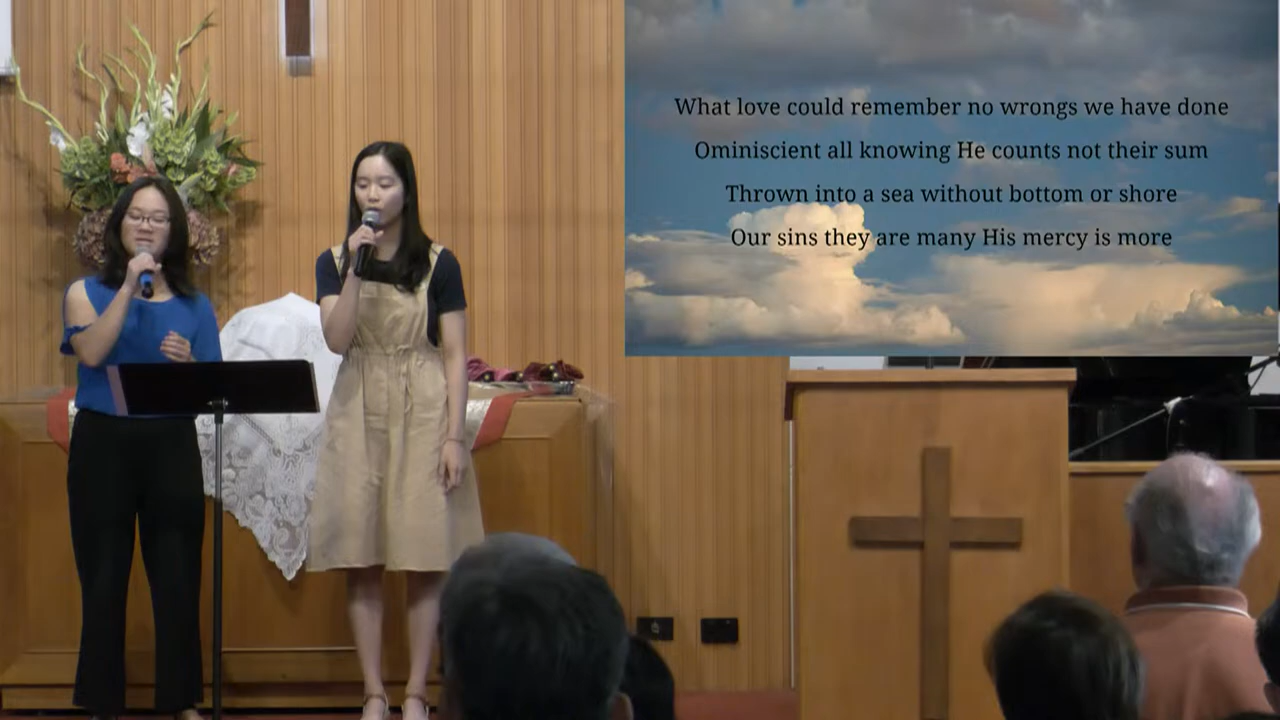 What love could remember no wrongs we have done
Ominiscient all knowing He counts not their sum
Thrown into a sea without bottom or shore
Our sins they are many His mercy is more